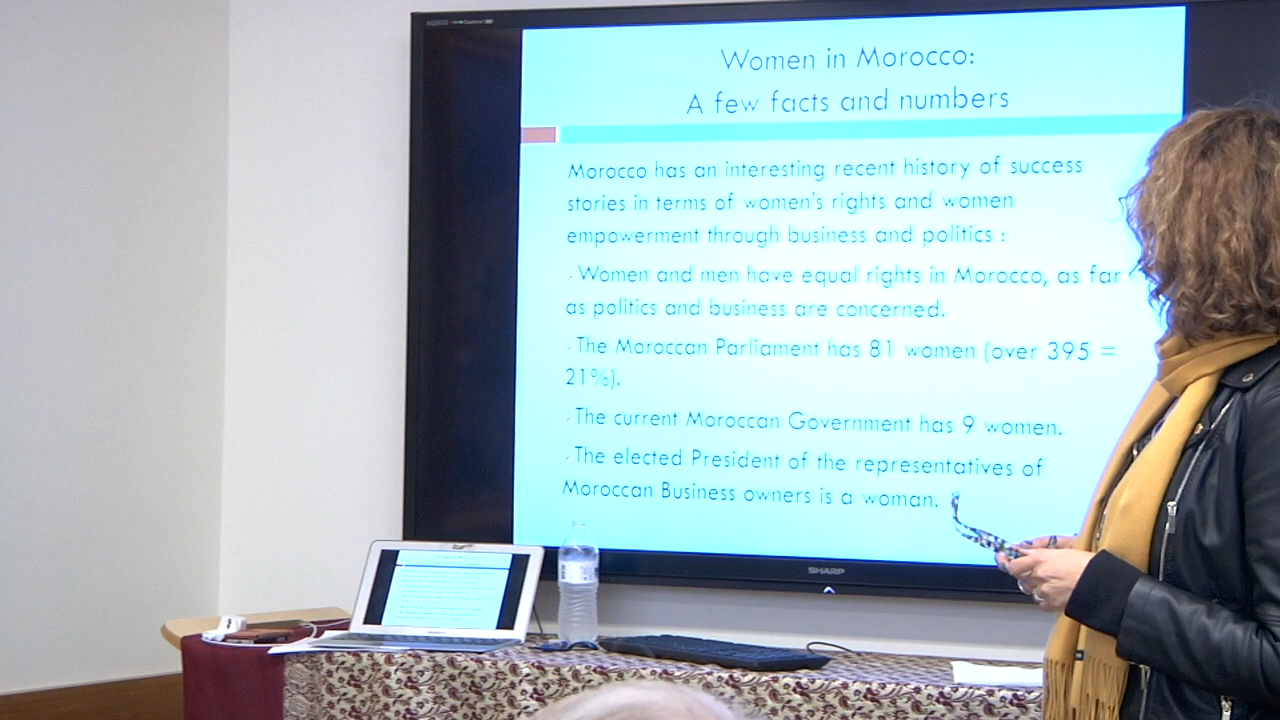 AQUOS
Women in Morocco:
A few facts and numbers
Morocco has an interesting recent history of success
stories in terms of women's rights and women
empowerment through business and politics :
- Women and men have equal rights in Morocco, as far
as politics and business are concerned.
- The Moroccan Parliament has 81 women (over 395 =
21%).
- The current Moroccan Government has 9 women.
- The elected President of the representatives of
Moroccan Business owners is a woman.
SHARP